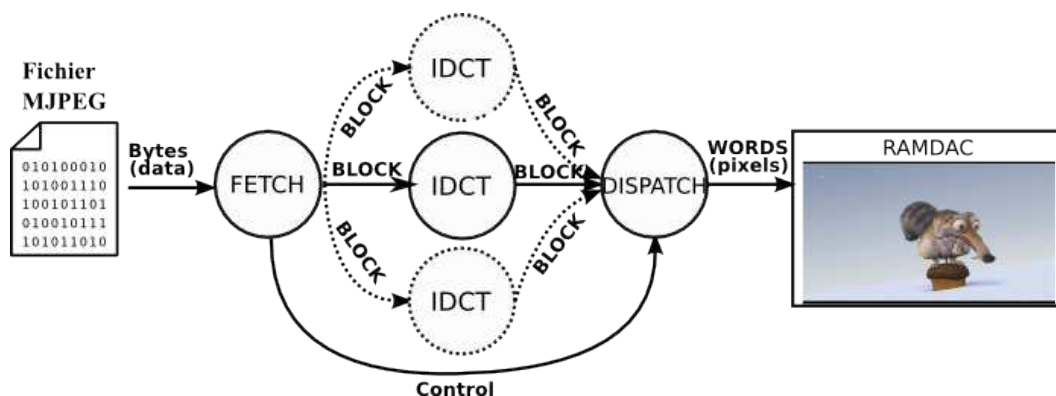 Fichier
MJPEG
010100010
101001110
100101101
010010111
101011010
Bytes
(data)
FETCH
BLOCK
BLOCK
BLOCK
IDCT
IDCT
IDCT
BLOCK
BLOCK
BLOCK
DISPATCH
Control
WORDS
(pixels)
RAMDAC